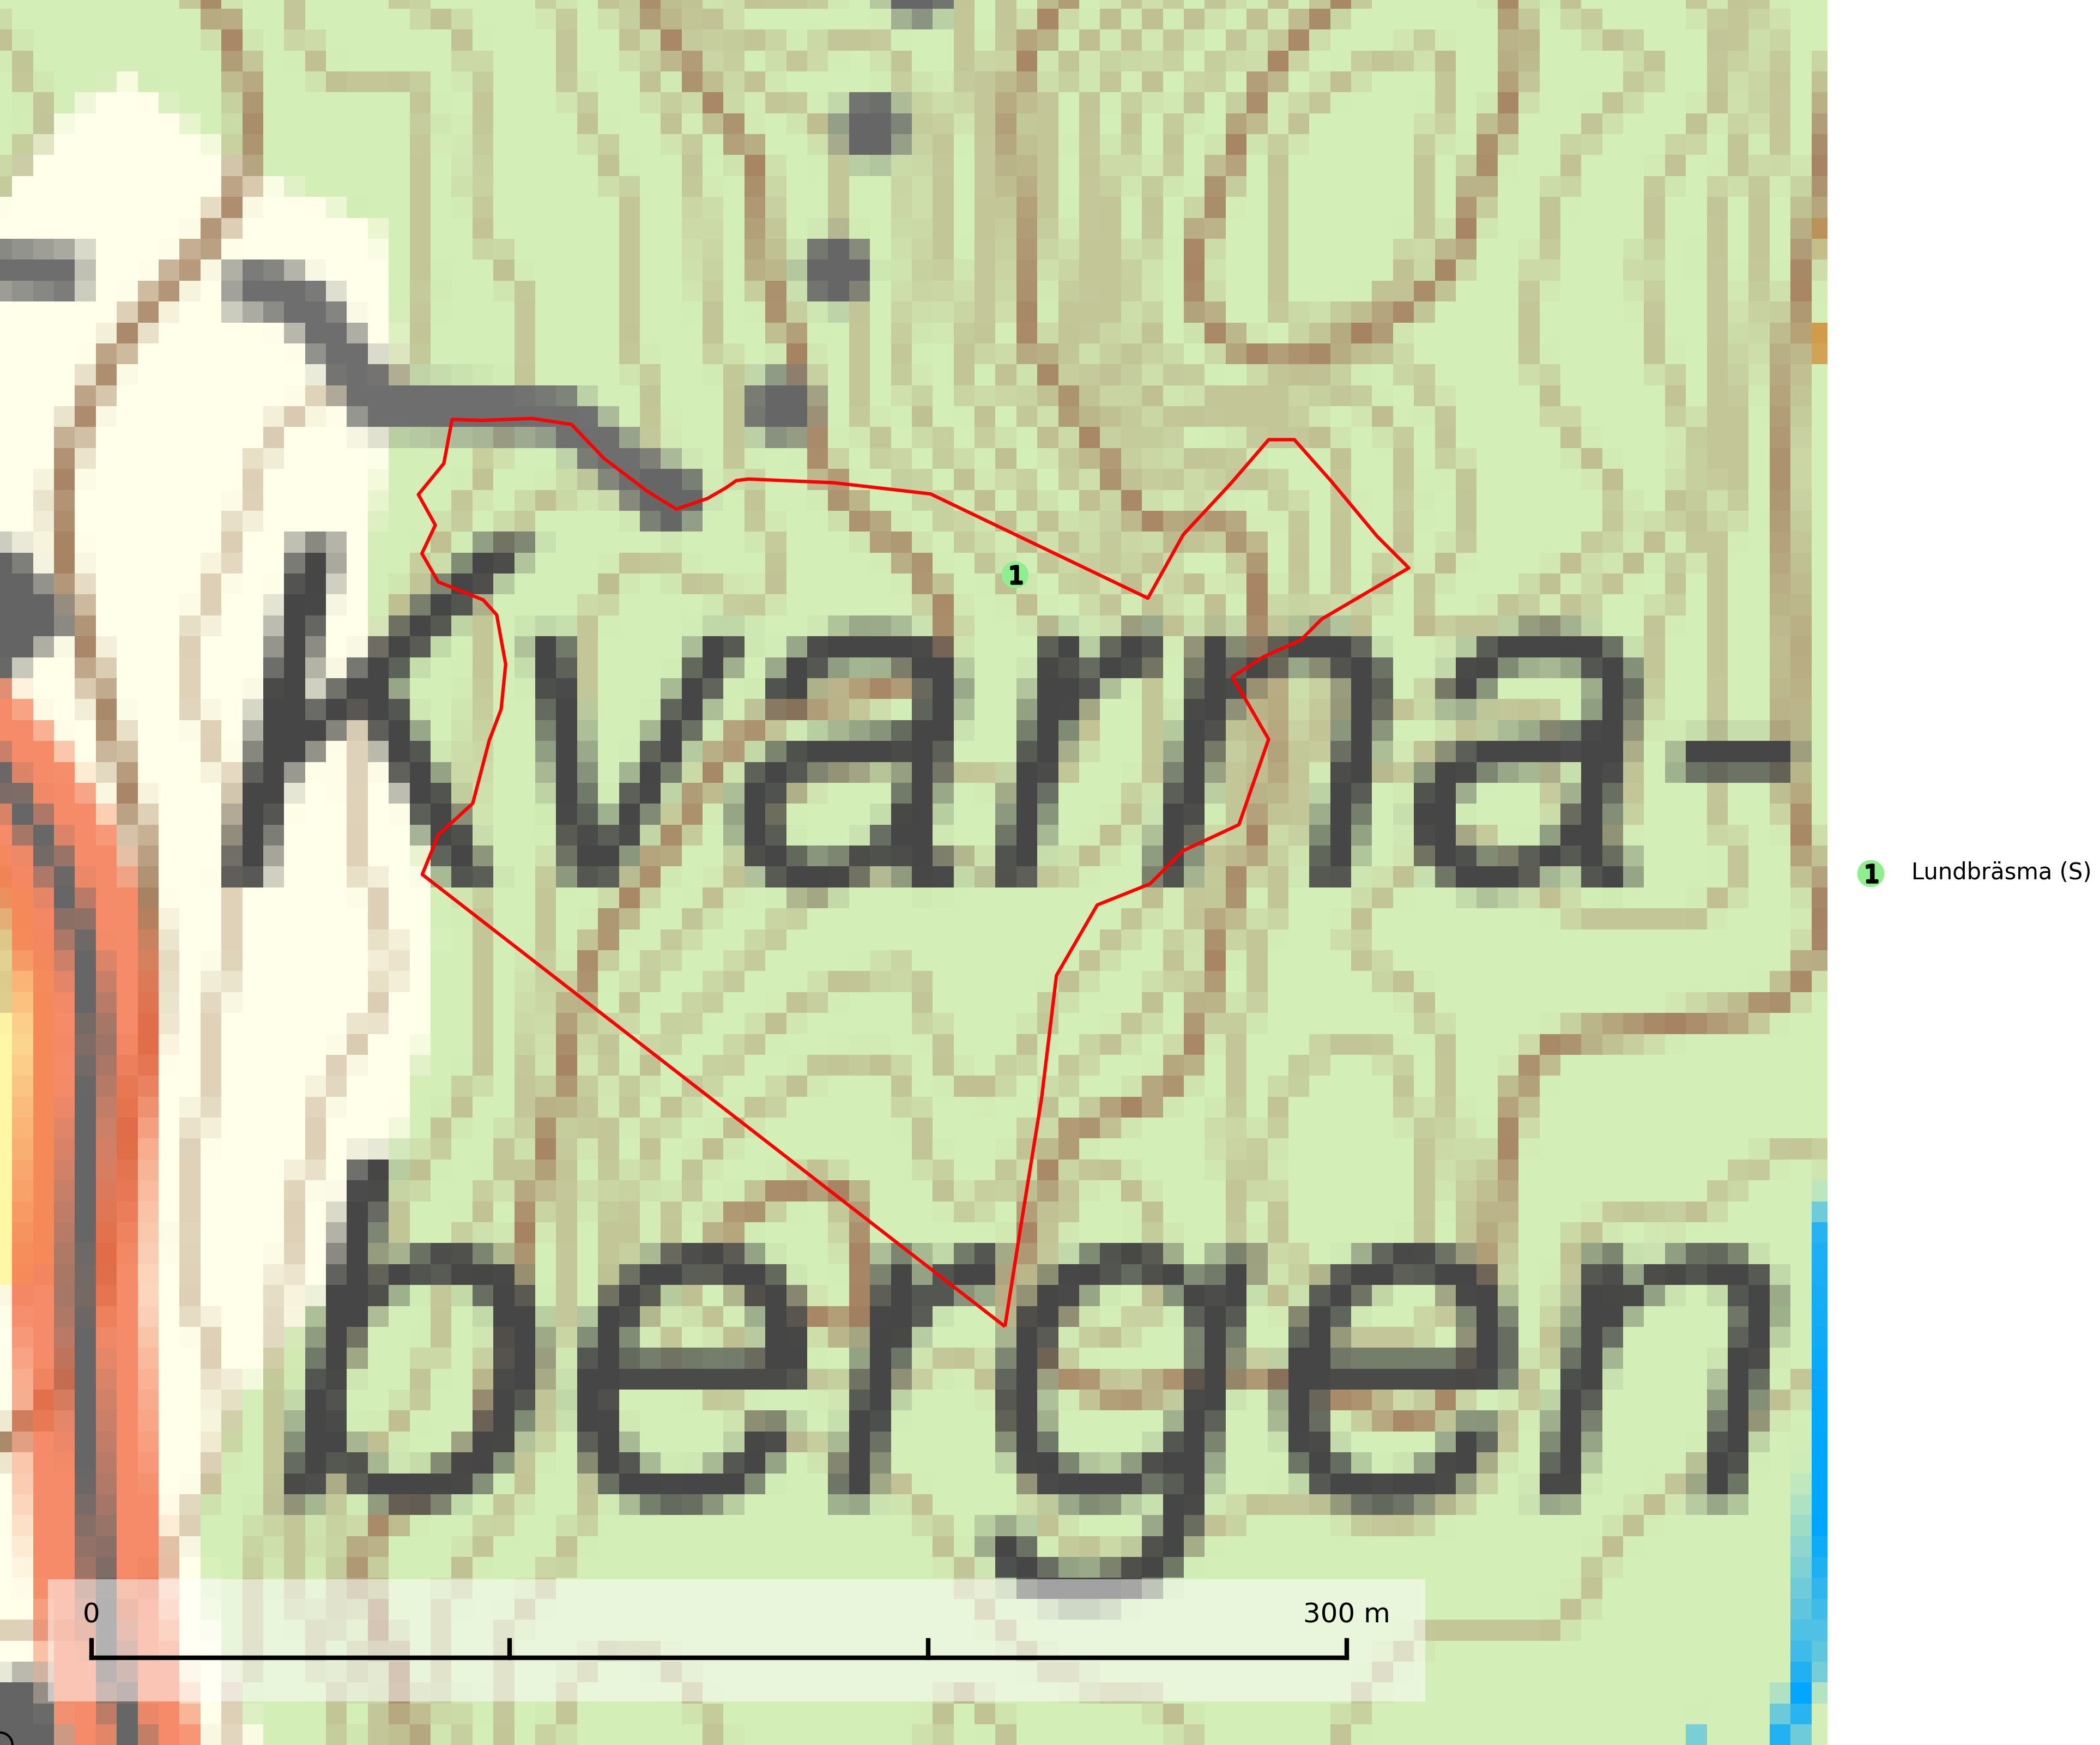 1
Kvarna-
bergen
1 Lundbräsma (S)
0 300 m